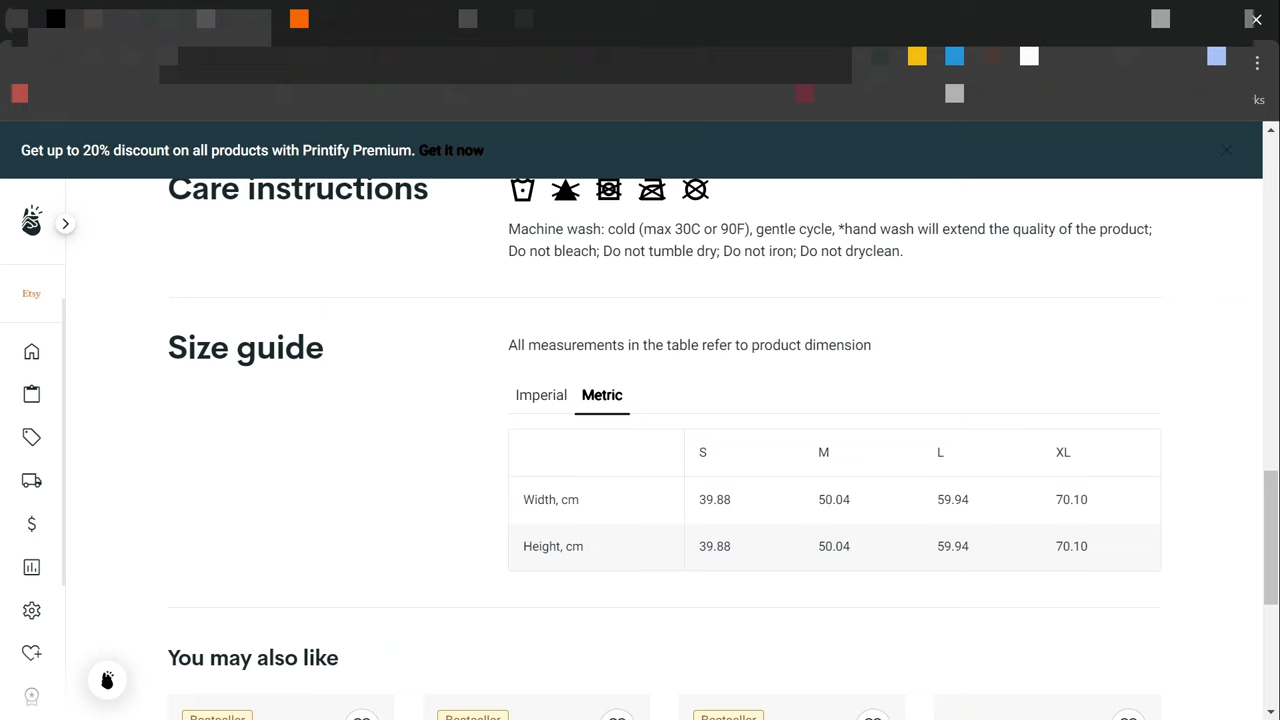 ks
Get up to 20% discount on all products with Printify Premium. Get it now
Care instructions
Machine wash: cold (max 30C or 90F), gentle cycle, *hand wash will extend the quality of the product;
Do not bleach; Do not tumble dry; Do not iron; Do not dryclean.
Etsy
Size guide
All measurements in the table refer to product dimension
Imperial Metric
S M L XL
Width, cm 39.88 50.04 59.94 70.10
Height, cm 39.88 50.04 59.94 70.10
You may also like
Bestseller Bestseller Bestseller